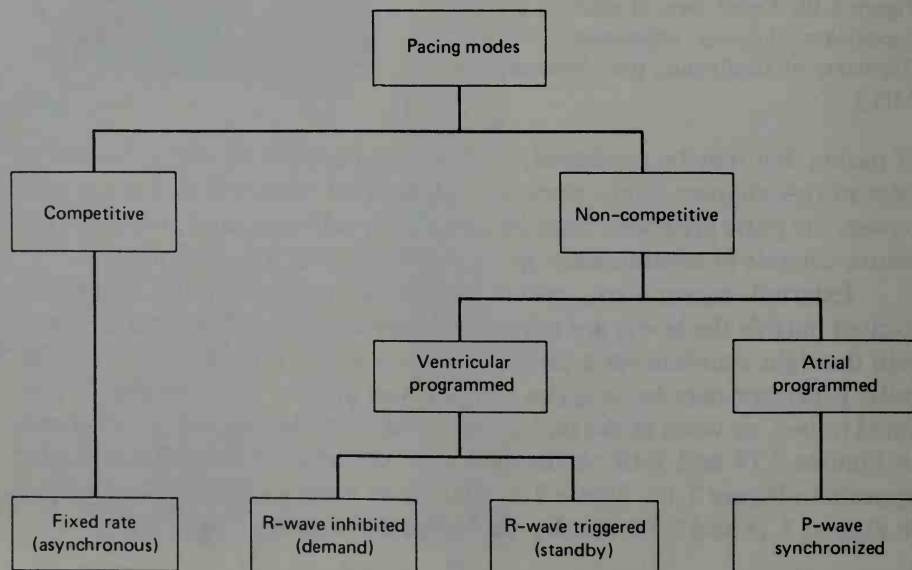 Pacing modes
Competitive
Non-competitive
Ventricular
programmed
Atrial
programmed
Fixed rate
(asynchronous)
R-wave inhibited
(demand)
R-wave triggered
(standby)
P-wave
synchronized